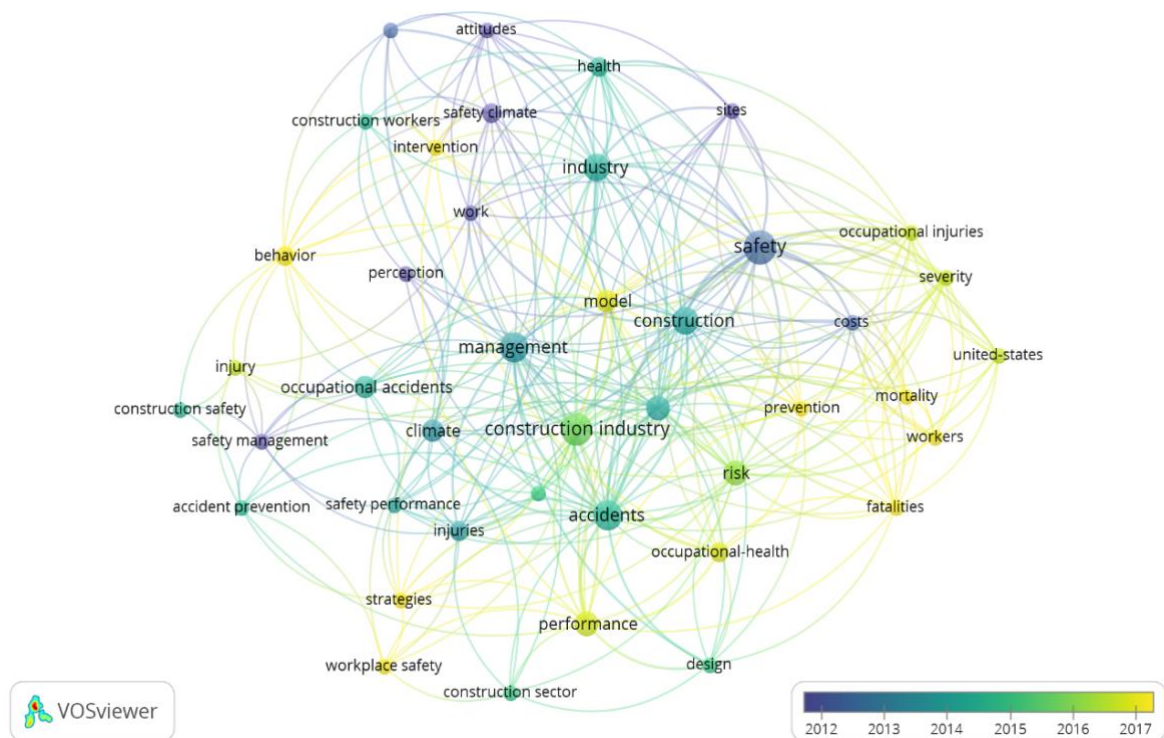 attitudes
health
sites
safety climate
construction workers
intervention
industry
work
occupational injuries
safety
behavior
perception
severity
model
construction
costs
management
united-states
injury
occupational accidents
mortality
construction safety
prevention
climate
construction industry
workers
safety management
risk
accident prevention
safety performance
fatalities
accidents
injuries
occupational-health
strategies
performance
workplace safety
design
construction sector
VOSviewer
2012 2013 2014 2015 2016 2017